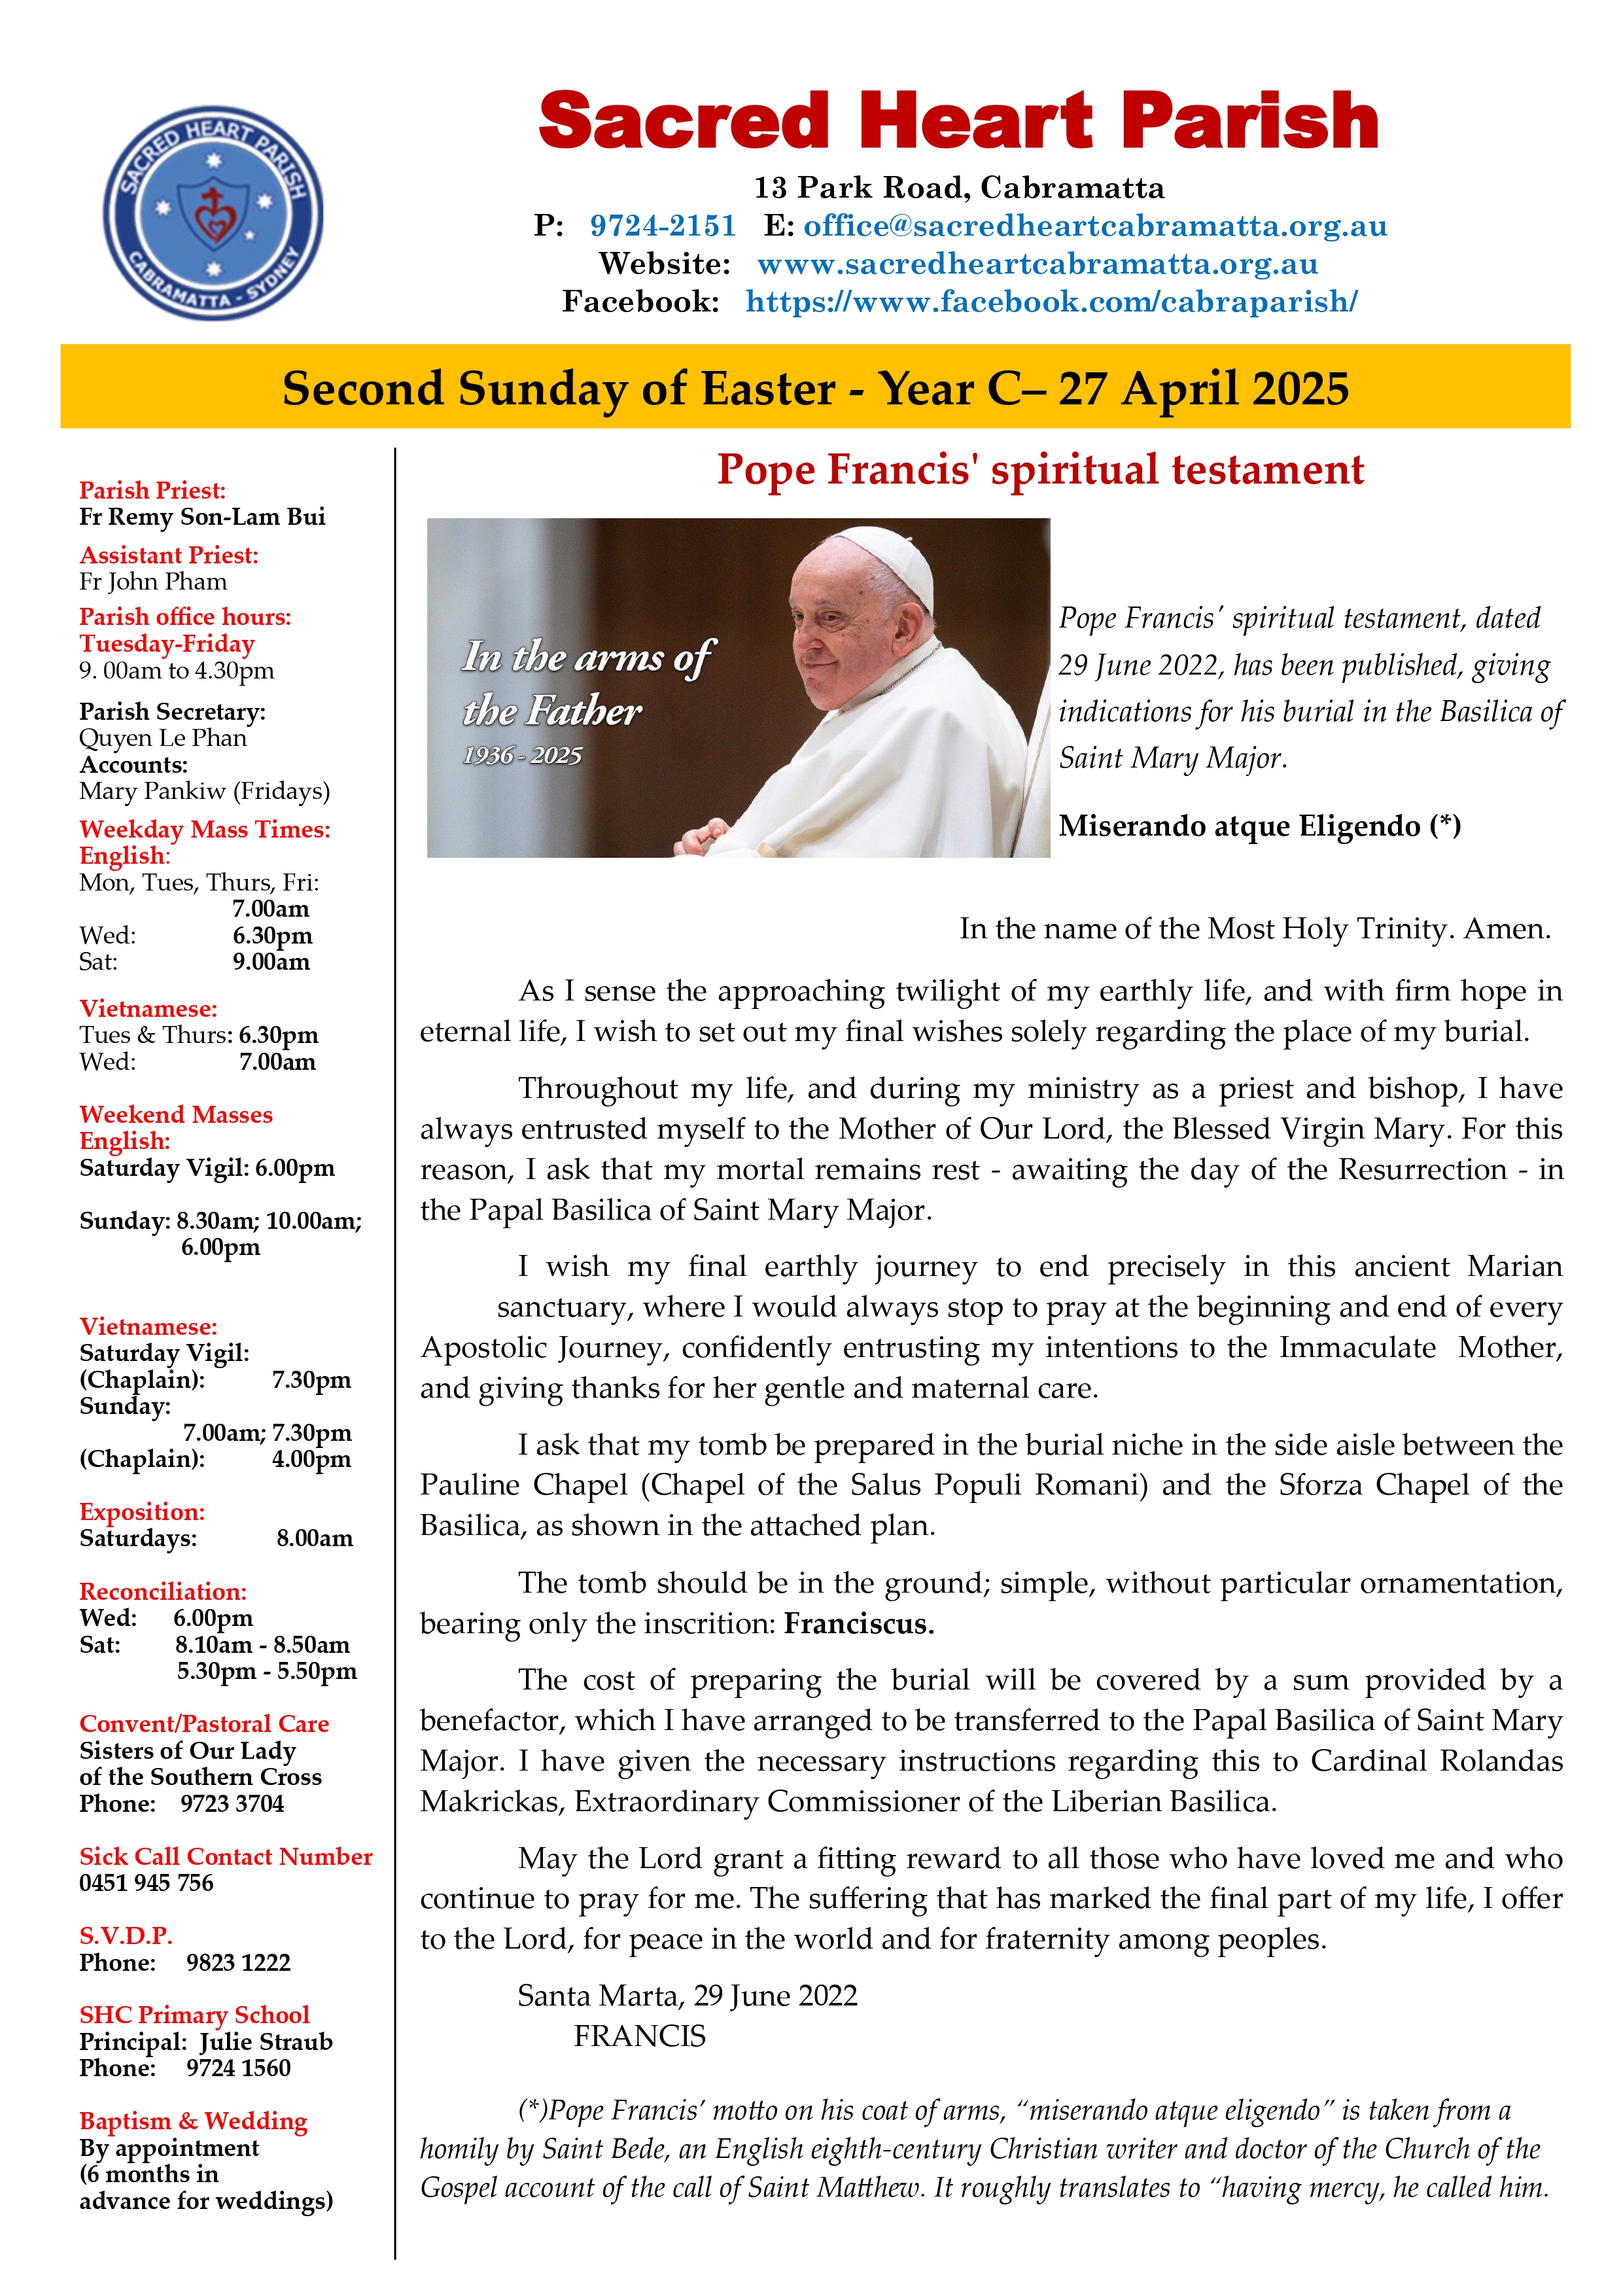 SACRED HEART PARISH
CABRAMATTA - SYDNEY
Sacred Heart Parish
13 Park Road, Cabramatta
P: 9724-2151 E: office@sacredheartcabramatta.org.au
Website: www.sacredheartcabramatta.org.au
Facebook: https://www.facebook.com/cabraparish/
Second Sunday of Easter - Year C– 27 April 2025
Parish Priest:
Fr Remy Son-Lam Bui
Assistant Priest:
Fr John Pham
Parish office hours:
Tuesday-Friday
9. 00am to 4.30pm
Parish Secretary:
Quyen Le Phan
Accounts:
Mary Pankiw (Fridays)
Weekday Mass Times:
English:
Mon, Tues, Thurs, Fri:
7.00am
Wed: 6.30pm
Sat: 9.00am
Vietnamese:
Tues & Thurs: 6.30pm
Wed: 7.00am
Weekend Masses
English:
Saturday Vigil: 6.00pm
Sunday: 8.30am; 10.00am;
6.00pm
Vietnamese:
Saturday Vigil:
(Chaplain): 7.30pm
Sunday:
7.00am; 7.30pm
(Chaplain): 4.00pm
Exposition:
Saturdays: 8.00am
Reconciliation:
Wed: 6.00pm
Sat: 8.10am - 8.50am
5.30pm - 5.50pm
Convent/Pastoral Care
Sisters of Our Lady
of the Southern Cross
Phone: 9723 3704
Sick Call Contact Number
0451 945 756
S.V.D.P.
Phone: 9823 1222
SHC Primary School
Principal: Julie Straub
Phone: 9724 1560
Baptism & Wedding
By appointment
(6 months in
advance for weddings)
Pope Francis' spiritual testament
In the arms of
the Father
1936 - 2025
Pope Francis' spiritual testament, dated
29 June 2022, has been published, giving
indications for his burial in the Basilica of
Saint Mary Major.
Miserando atque Eligendo (*)
In the name of the Most Holy Trinity. Amen.
As I sense the approaching twilight of my earthly life, and with firm hope in
eternal life, I wish to set out my final wishes solely regarding the place of my burial.
Throughout my life, and during my ministry as a priest and bishop, I have
always entrusted myself to the Mother of Our Lord, the Blessed Virgin Mary. For this
reason, I ask that my mortal remains rest - awaiting the day of the Resurrection - in
the Papal Basilica of Saint Mary Major.
I wish my final earthly journey to end precisely in this ancient Marian
sanctuary, where I would always stop to pray at the beginning and end of every
Apostolic Journey, confidently entrusting my intentions to the Immaculate Mother,
and giving thanks for her gentle and maternal care.
I ask that my tomb be prepared in the burial niche in the side aisle between the
Pauline Chapel (Chapel of the Salus Populi Romani) and the Sforza Chapel of the
Basilica, as shown in the attached plan.
The tomb should be in the ground; simple, without particular ornamentation,
bearing only the inscrition: Franciscus.
The cost of preparing the burial will be covered by a sum provided by a
benefactor, which I have arranged to be transferred to the Papal Basilica of Saint Mary
Major. I have given the necessary instructions regarding this to Cardinal Rolandas
Makrickas, Extraordinary Commissioner of the Liberian Basilica.
May the Lord grant a fitting reward to all those who have loved me and who
continue to pray for me. The suffering that has marked the final part of my life, I offer
to the Lord, for peace in the world and for fraternity among peoples.
Santa Marta, 29 June 2022
FRANCIS
(*)Pope Francis’ motto on his coat of arms, “miserando atque eligendo” is taken from a
homily by Saint Bede, an English eighth-century Christian writer and doctor of the Church of the
Gospel account of the call of Saint Matthew. It roughly translates to “having mercy, he called him.